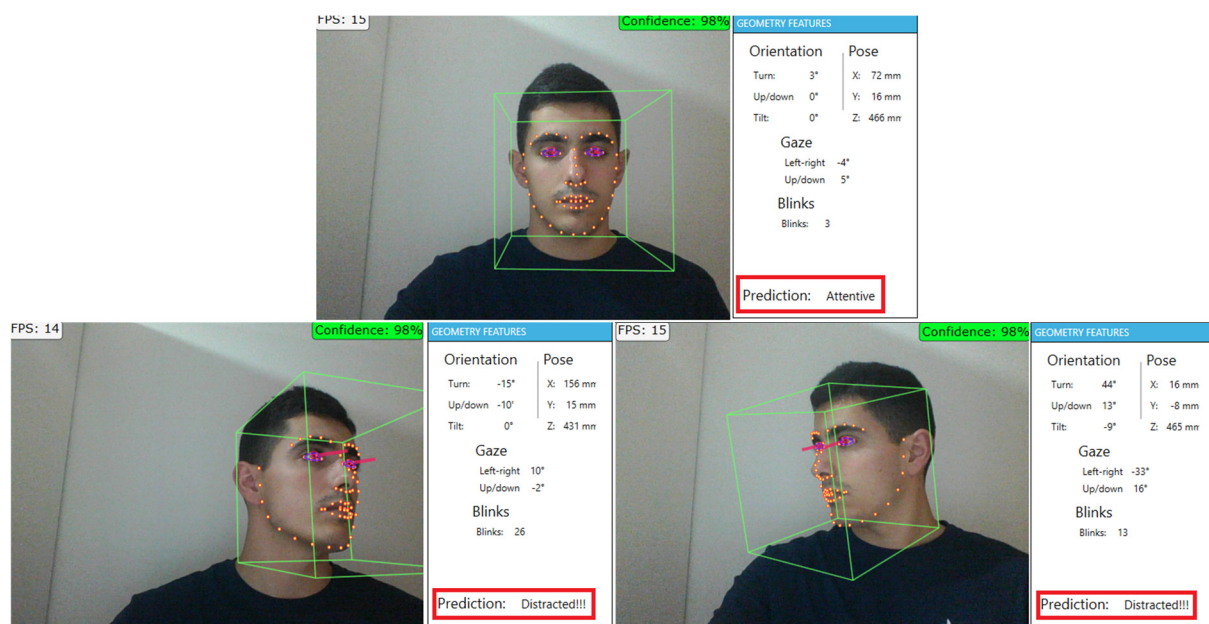 FPS: 15
Confidence: 98%
GEOMETRY FEATURES
Orientation Pose
Turn: 3° X: 72 mm
Up/down 0° Y: 16 mm
Tilt: 0° Z: 466 mm
Gaze
Left-right -4°
Up/down 5°
Blinks
Blinks: 3
Prediction: Attentive
FPS: 14
Confidence: 98%
GEOMETRY FEATURES
Orientation Pose
Turn: -15° X: 156 mm
Up/down -10° Y: 15 mm
Tilt: 0° Z: 431 mm
Gaze
Left-right 10°
Up/down -2°
Blinks
Blinks: 26
Prediction: Distracted!!!
FPS: 15
Confidence: 98%
GEOMETRY FEATURES
Orientation Pose
Turn: 44° X: 16 mm
Up/down 13° Y: -8 mm
Tilt: -9° Z: 465 mm
Gaze
Left-right -33°
Up/down 16°
Blinks
Blinks: 13
Prediction: Distracted!!!